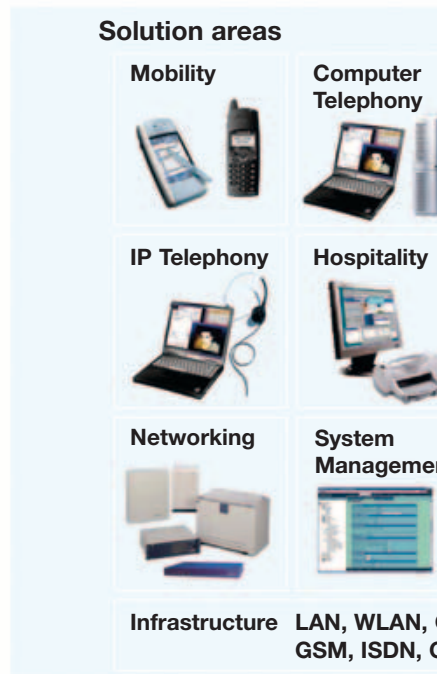 Solution areas
Mobility
Computer
Telephony
IP Telephony
Hospitality
Networking
System
Infrastructure LAN, WLAN,
GSM, ISDN,